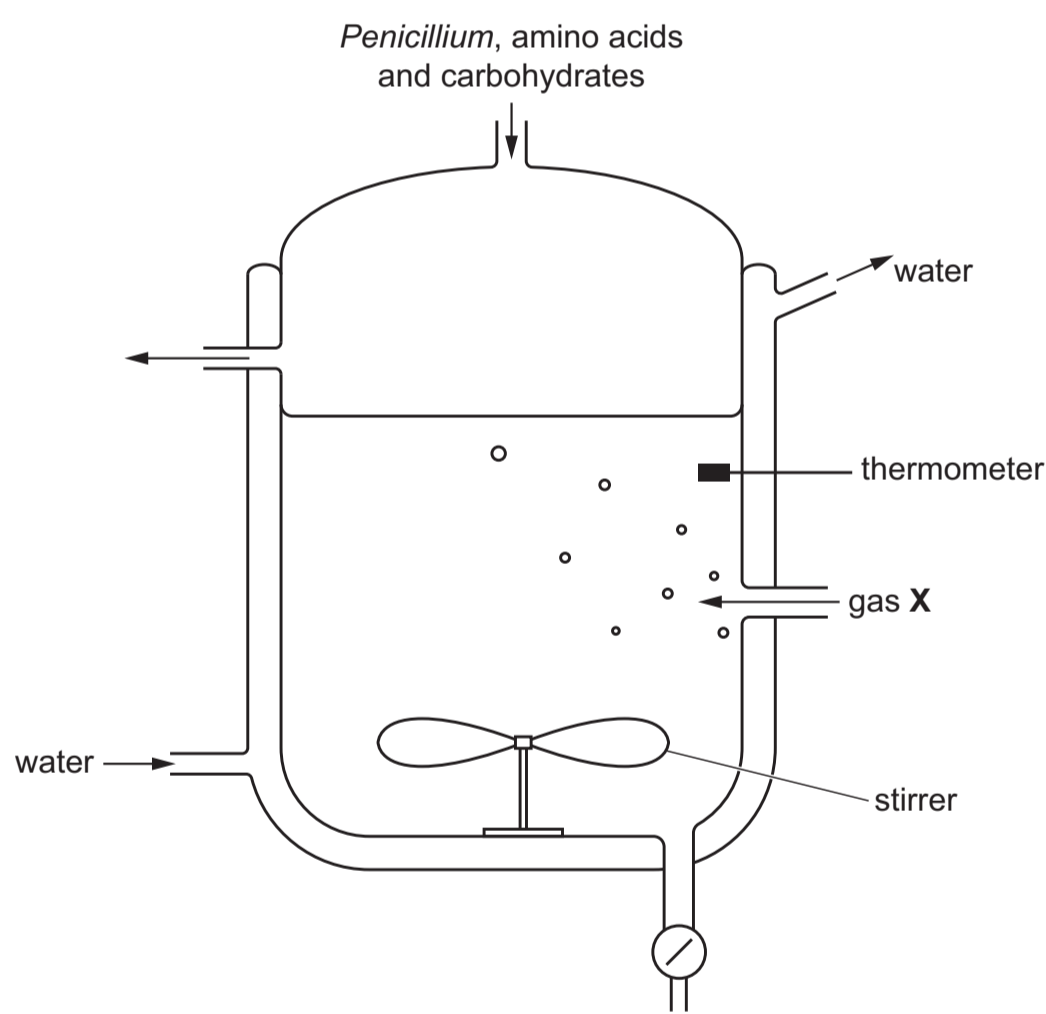 Penicillium, amino acids
and carbohydrates
water
thermometer
gas X
water
stirrer